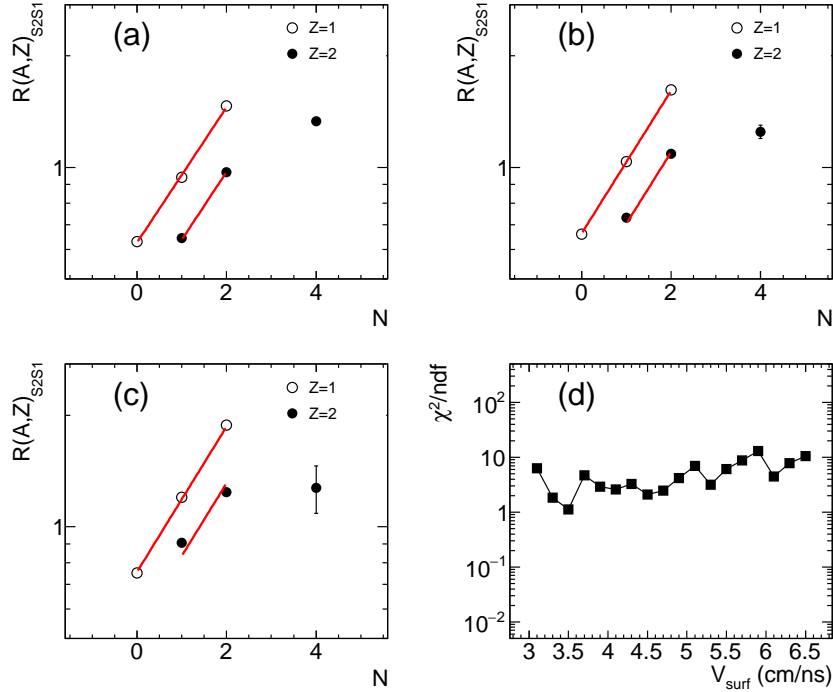 (a)
Z=1
Z=2
R(A,Z)S2S1
1
0
2
4
N
(b)
Z=1
Z=2
R(A,Z)S2S1
1
0
2
4
N
(c)
Z=1
Z=2
R(A,Z)S2S1
1
0
2
4
N
(d)
χ²/ndf
10²
10
1
10⁻¹
10⁻²
3 3.5 4 4.5 5 5.5 6 6.5
Vsurf (cm/ns)